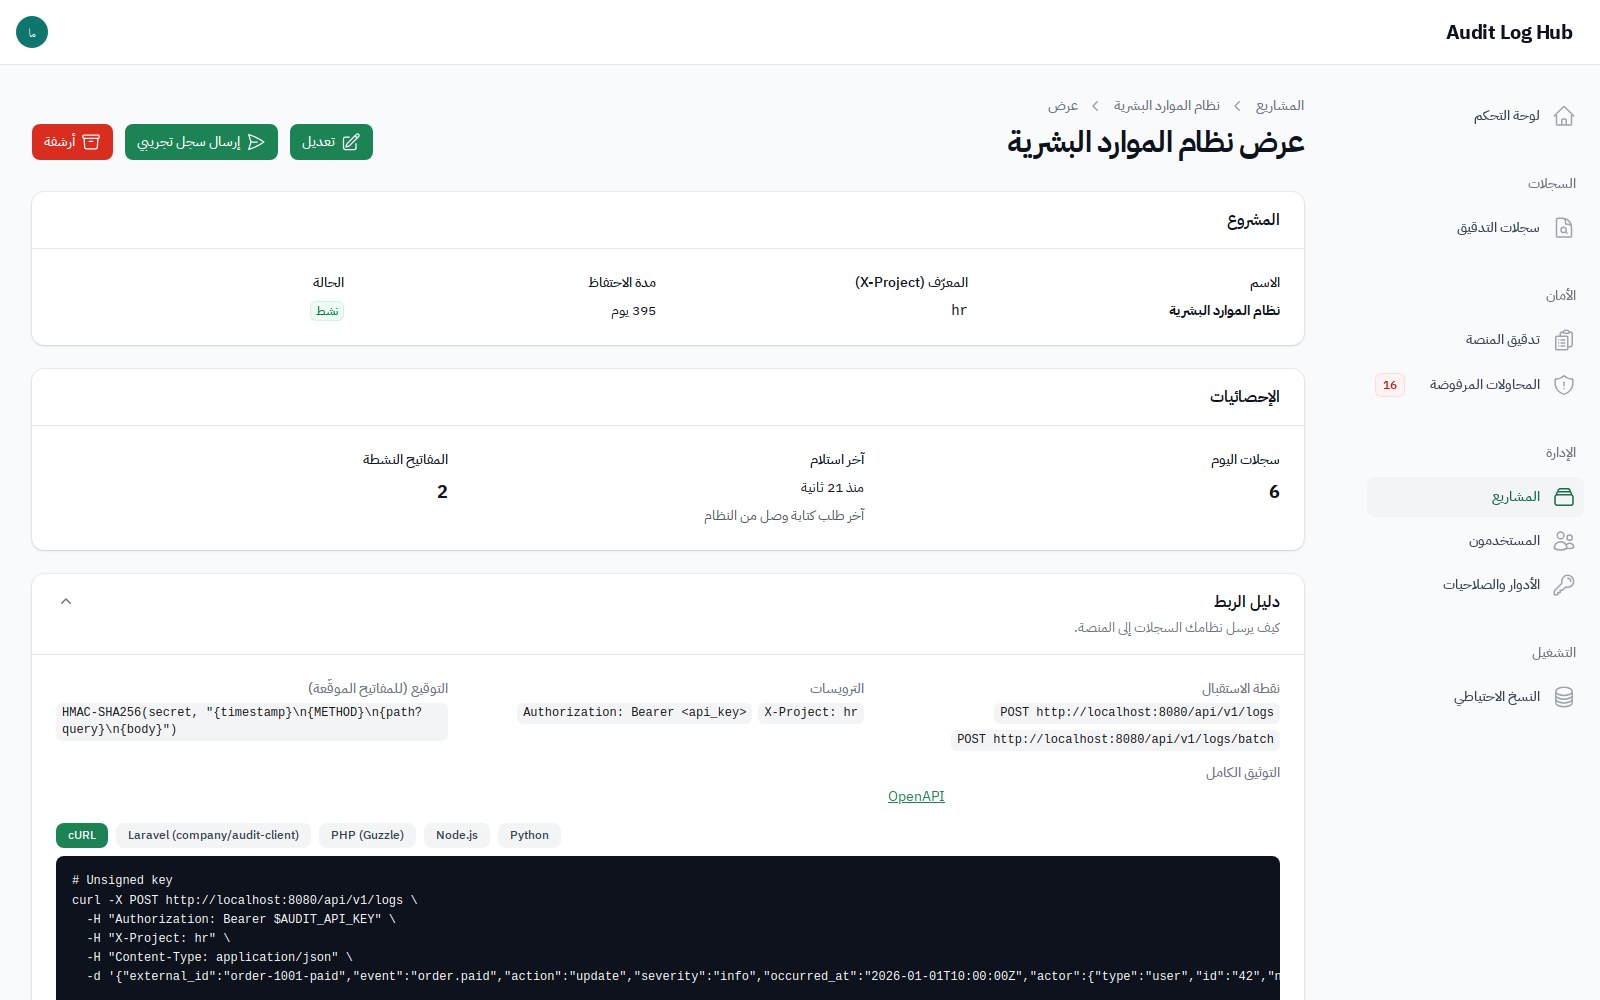 Audit Log Hub
ما
لوحة التحكم
السجلات
سجلات التدقيق
الأمان
تدقيق المنصة
المحاولات المرفوضة
16
الإدارة
المشاريع
المستخدمون
الأدوار والصلاحيات
التشغيل
النسخ الاحتياطي
المشاريع
نظام الموارد البشرية
عرض
عرض نظام الموارد البشرية
تعديل
إرسال سجل تجريبي
أرشفة
المشروع
الاسم
نظام الموارد البشرية
المعرّف (X-Project)
hr
مدة الاحتفاظ
395 يوم
الحالة
نشط
الإحصائيات
سجلات اليوم
6
آخر استلام
منذ 21 ثانية
آخر طلب كتابة وصل من النظام
المفاتيح النشطة
2
دليل الربط
كيف يرسل نظامك السجلات إلى المنصة.
نقطة الاستقبال
POST http://localhost:8080/api/v1/logs
POST http://localhost:8080/api/v1/logs/batch
الترويسات
X-Project: hr
Authorization: Bearer <api_key>
التوقيع (للمفاتيح الموقّعة)
HMAC-SHA256(secret, "{timestamp}\n{METHOD}\n{path?
query}\n{body}")
التوثيق الكامل
OpenAPI
cURL
Laravel (company/audit-client)
PHP (Guzzle)
Node.js
Python
# Unsigned key
curl -X POST http://localhost:8080/api/v1/logs \
-H "Authorization: Bearer $AUDIT_API_KEY" \
-H "X-Project: hr" \
-H "Content-Type: application/json" \
-d '{"external_id":"order-1001-paid","event":"order.paid","action":"update","severity":"info","occurred_at":"2026-01-01T10:00:00Z","actor":{"type":"user","id":"42","n